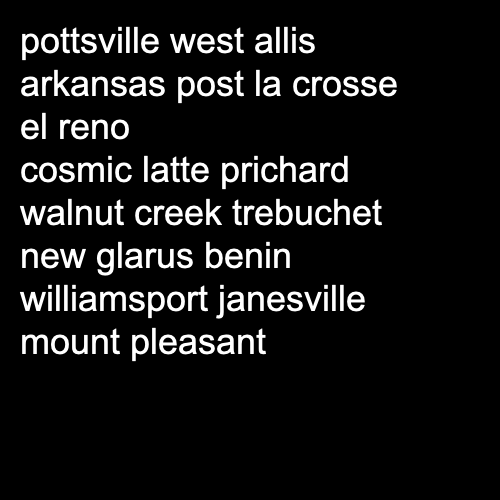 pottsville west allis
arkansas post la crosse
el reno
cosmic latte prichard
walnut creek trebuchet
new glarus benin
williamsport janesville
mount pleasant